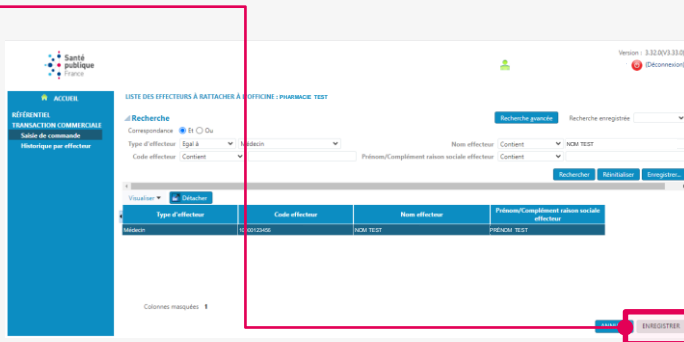 Version : 3.32.0(V3.33.0)
Santé
publique
France
(Déconnexion)
ACCUEIL
LISTE DES EFFECTEURS À RATTACHER À L'OFFICINE : PHARMACIE TEST
RÉFÉRENTIEL
TRANSACTION COMMERCIALE
Saisie de commande
Historique par effecteur
Recherche
Recherche avancée Recherche enregistrée
Correspondance Et Ou
Type d'effecteur Égal à Médecin Nom effecteur Contient NOM TEST
Code effecteur Contient Prénom/Complément raison sociale effecteur Contient
Rechercher Réinitialiser Enregistrer...
Visualiser Détacher
Type d'effecteur Code effecteur Nom effecteur Prénom/Complément raison sociale
effecteur
Médecin NOM TEST PRÉNOM TEST
Colonnes masquées 1
ENREGISTRER